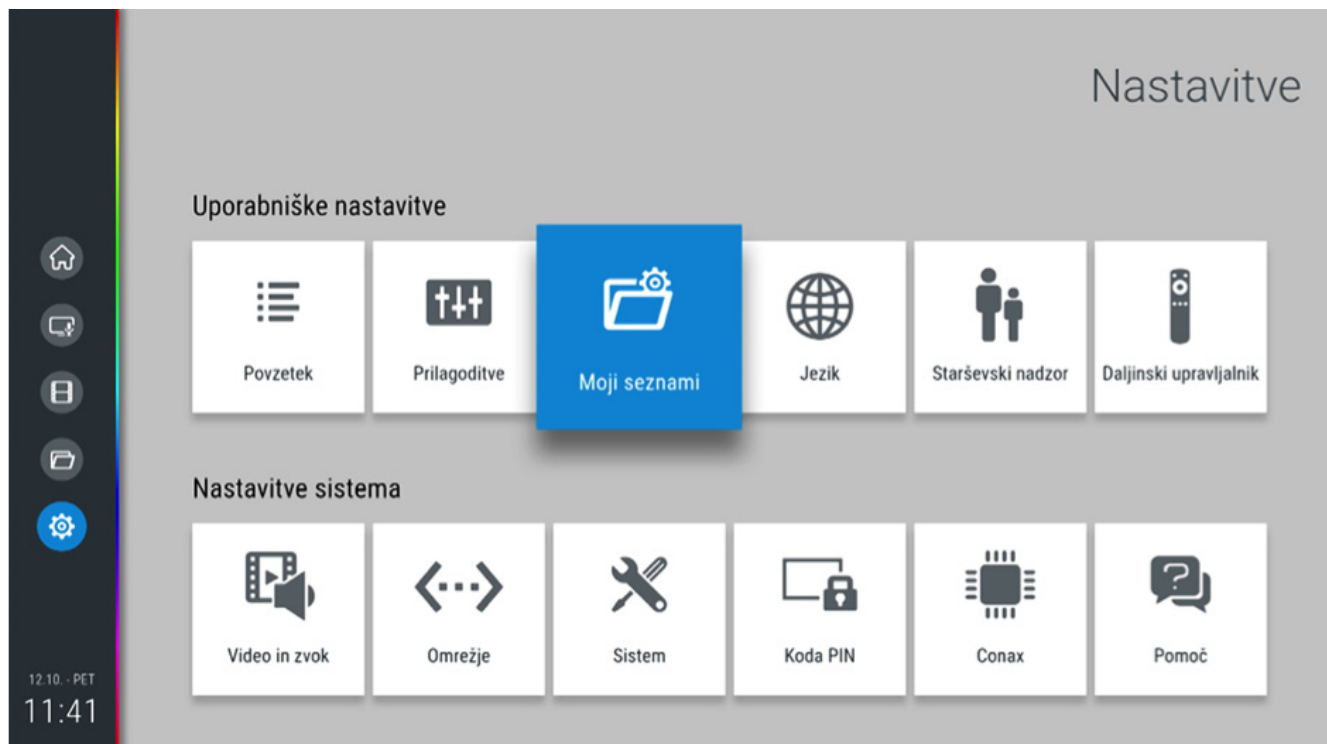 Nastavitve
Uporabniške nastavitve
Povzetek
Prilagoditve
Moji seznami
Jezik
Starševski nadzor
Daljinski upravljalnik
Nastavitve sistema
Video in zvok
Omrežje
Sistem
Koda PIN
Conax
Pomoč
12.10. - PET
11:41